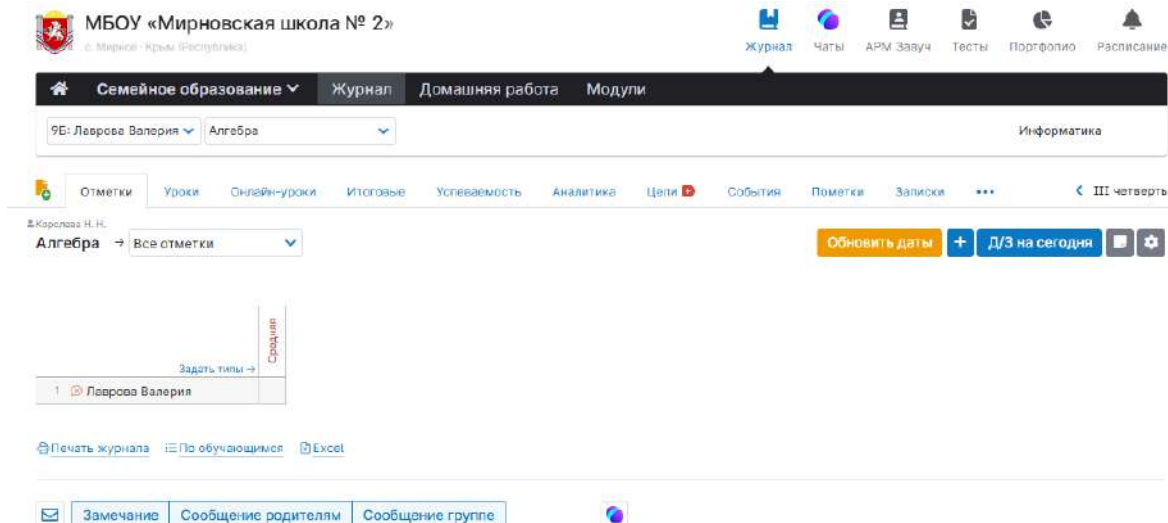 МБОУ «Мирновская школа № 2»
с. Мирное · Крым (Республика)
Журнал Чаты АРМ Завуч Тесты Портфолио Расписание
Семейное образование Журнал Домашняя работа Модули
9Б: Лаврова Валерия Алгебра Информатика
Отметки Уроки Онлайн-уроки Итоговые Успеваемость Аналитика Цели События Пометки Записки ••• III четверть
Королева Н. Н.
Алгебра → Все отметки Обновить даты + Д/З на сегодня
Средняя
Задать типы →
1 Лаврова Валерия
Печать журнала По обучающимся Excel
Замечание Сообщение родителям Сообщение группе